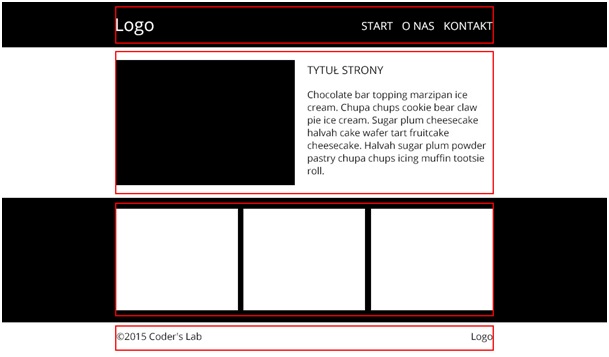 Logo START O NAS KONTAKT
TYTUŁ STRONY
Chocolate bar topping marzipan ice
cream. Chupa chups cookie bear claw
pie ice cream. Sugar plum cheesecake
halvah cake wafer tart fruitcake
cheesecake. Halvah sugar plum powder
pastry chupa chups icing muffin tootsie
roll.
©2015 Coder's Lab Logo